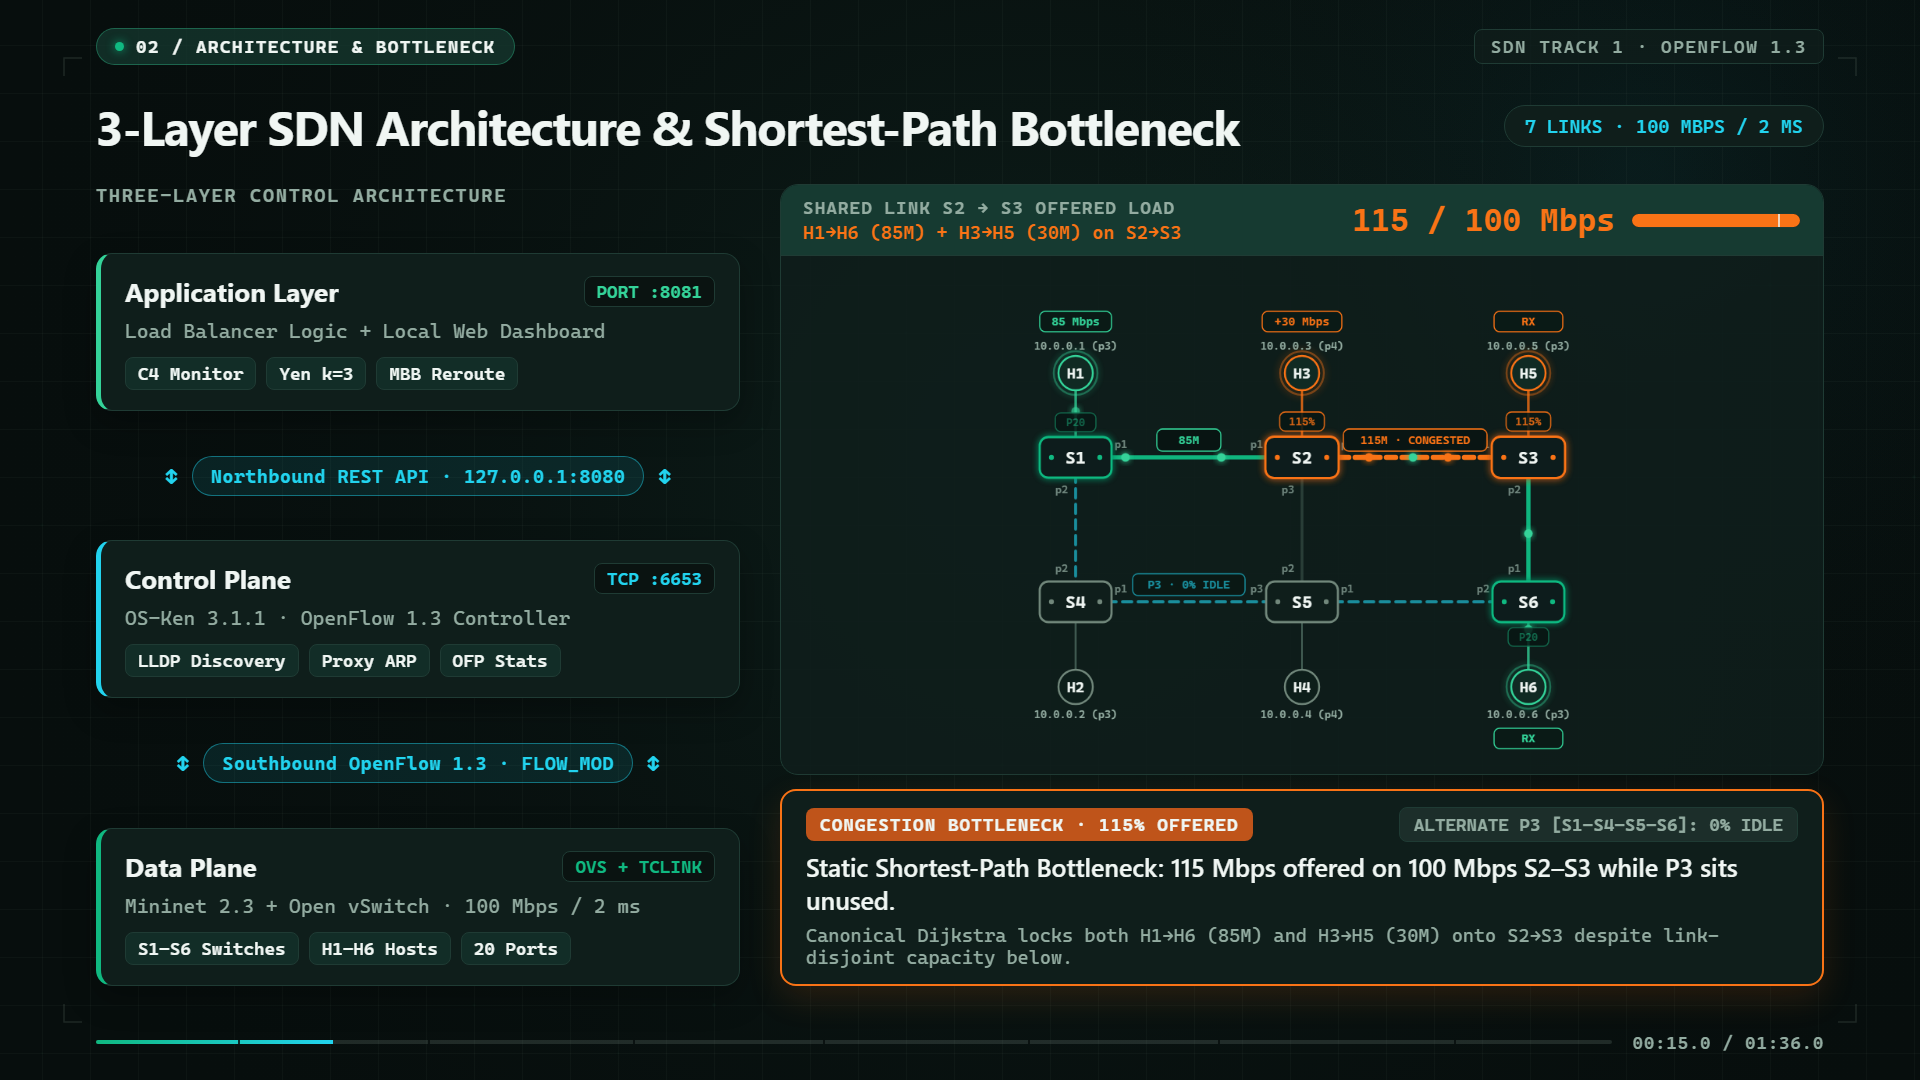 02 / ARCHITECTURE & BOTTLENECK
SDN TRACK 1 · OPENFLOW 1.3
3-Layer SDN Architecture & Shortest-Path Bottleneck
7 LINKS · 100 MBPS / 2 MS
THREE-LAYER CONTROL ARCHITECTURE
Application Layer
PORT :8081
Load Balancer Logic + Local Web Dashboard
C4 Monitor
Yen k=3
MBB Reroute
↕ Northbound REST API · 127.0.0.1:8080 ↕
Control Plane
TCP :6653
OS-Ken 3.1.1 · OpenFlow 1.3 Controller
LLDP Discovery
Proxy ARP
OFP Stats
↕ Southbound OpenFlow 1.3 · FLOW_MOD ↕
Data Plane
OVS + TCLINK
Mininet 2.3 + Open vSwitch · 100 Mbps / 2 ms
S1-S6 Switches
H1-H6 Hosts
20 Ports
SHARED LINK S2 → S3 OFFERED LOAD
H1→H6 (85M) + H3→H5 (30M) on S2→S3
115 / 100 Mbps
85 Mbps
+30 Mbps
RX
10.0.0.1 (p3)
10.0.0.3 (p4)
10.0.0.5 (p3)
H1
H3
H5
P20
115%
115%
p1
85M
p1
115M · CONGESTED
S1
S2
S3
p2
p3
p2
p2
p2
p1
p1
P3 · 0% IDLE
p3
p1
p2
S4
S5
S6
P20
H2
H4
H6
10.0.0.2 (p3)
10.0.0.4 (p4)
10.0.0.6 (p3)
RX
CONGESTION BOTTLENECK · 115% OFFERED
ALTERNATE P3 [S1-S4-S5-S6]: 0% IDLE
Static Shortest-Path Bottleneck: 115 Mbps offered on 100 Mbps S2–S3 while P3 sits
unused.
Canonical Dijkstra locks both H1→H6 (85M) and H3→H5 (30M) onto S2→S3 despite link-
disjoint capacity below.
00:15.0 / 01:36.0